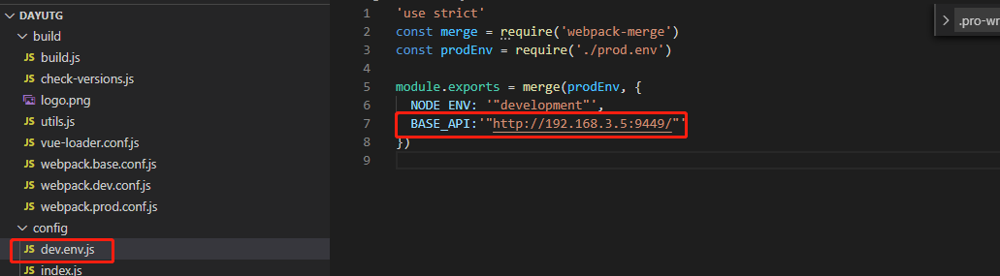 DAYUTG
build
JS build.js
JS check-versions.js
logo.png
JS utils.js
JS vue-loader.conf.js
JS webpack.base.conf.js
JS webpack.dev.conf.js
JS webpack.prod.conf.js
config
JS dev.env.js
JS index.js
1 'use strict'
2 const merge = require('webpack-merge')
3 const prodEnv = require('./prod.env')
4
5 module.exports = merge(prodEnv, {
6 NODE_ENV: '"development"',
7 BASE_API:'"http://192.168.3.5:9449/"'
8 })
9
.pro-wr